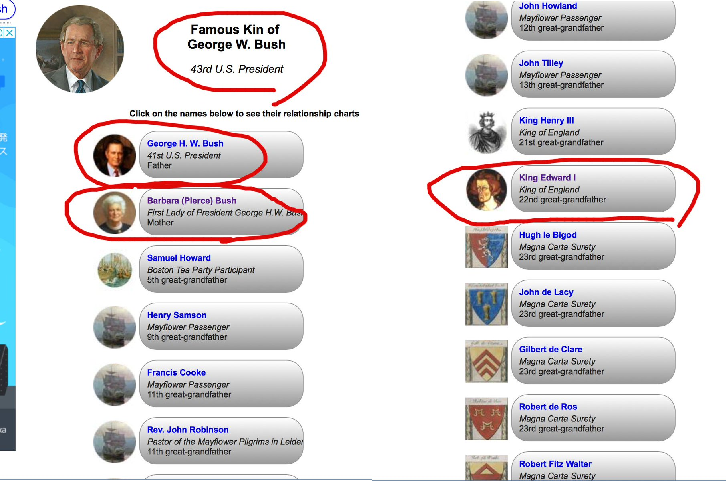 sh
発
ス
Famous Kin of
George W. Bush
43rd U.S. President
Click on the names below to see their relationship charts
George H. W. Bush
41st U.S. President
Father
Barbara (Pierce) Bush
First Lady of President George H.W. Bush
Mother
Samuel Howard
Boston Tea Party Participant
5th great-grandfather
Henry Samson
Mayflower Passenger
9th great-grandfather
Francis Cooke
Mayflower Passenger
11th great-grandfather
Rev. John Robinson
Pastor of the Mayflower Pilgrims in Leiden
11th great-grandfather
John Howland
Mayflower Passenger
12th great-grandfather
John Tilley
Mayflower Passenger
13th great-grandfather
King Henry III
King of England
21st great-grandfather
King Edward I
King of England
22nd great-grandfather
Hugh le Bigod
Magna Carta Surety
23rd great-grandfather
John de Lacy
Magna Carta Surety
23rd great-grandfather
Gilbert de Clare
Magna Carta Surety
23rd great-grandfather
Robert de Ros
Magna Carta Surety
23rd great-grandfather
Robert Fitz Walter
Magna Carta Surety